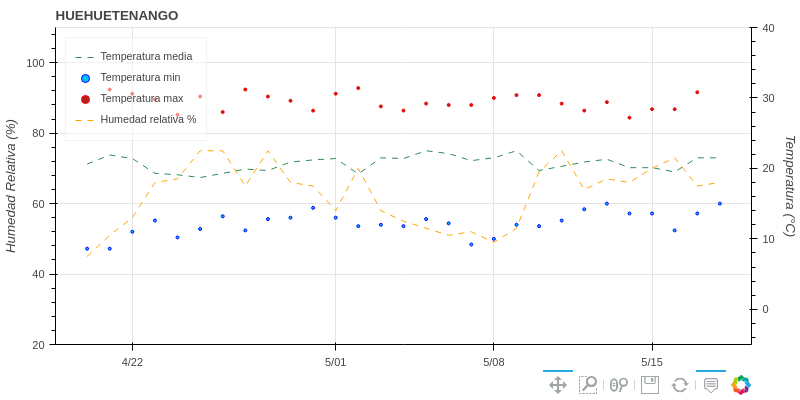 HUEHUETENANGO
Temperatura media
Temperatura min
Temperatura max
Humedad relativa %
Humedad Relativa (%)
100
80
60
40
20
40
30
20
10
0
Temperatura (°C)
4/22
5/01
5/08
5/15